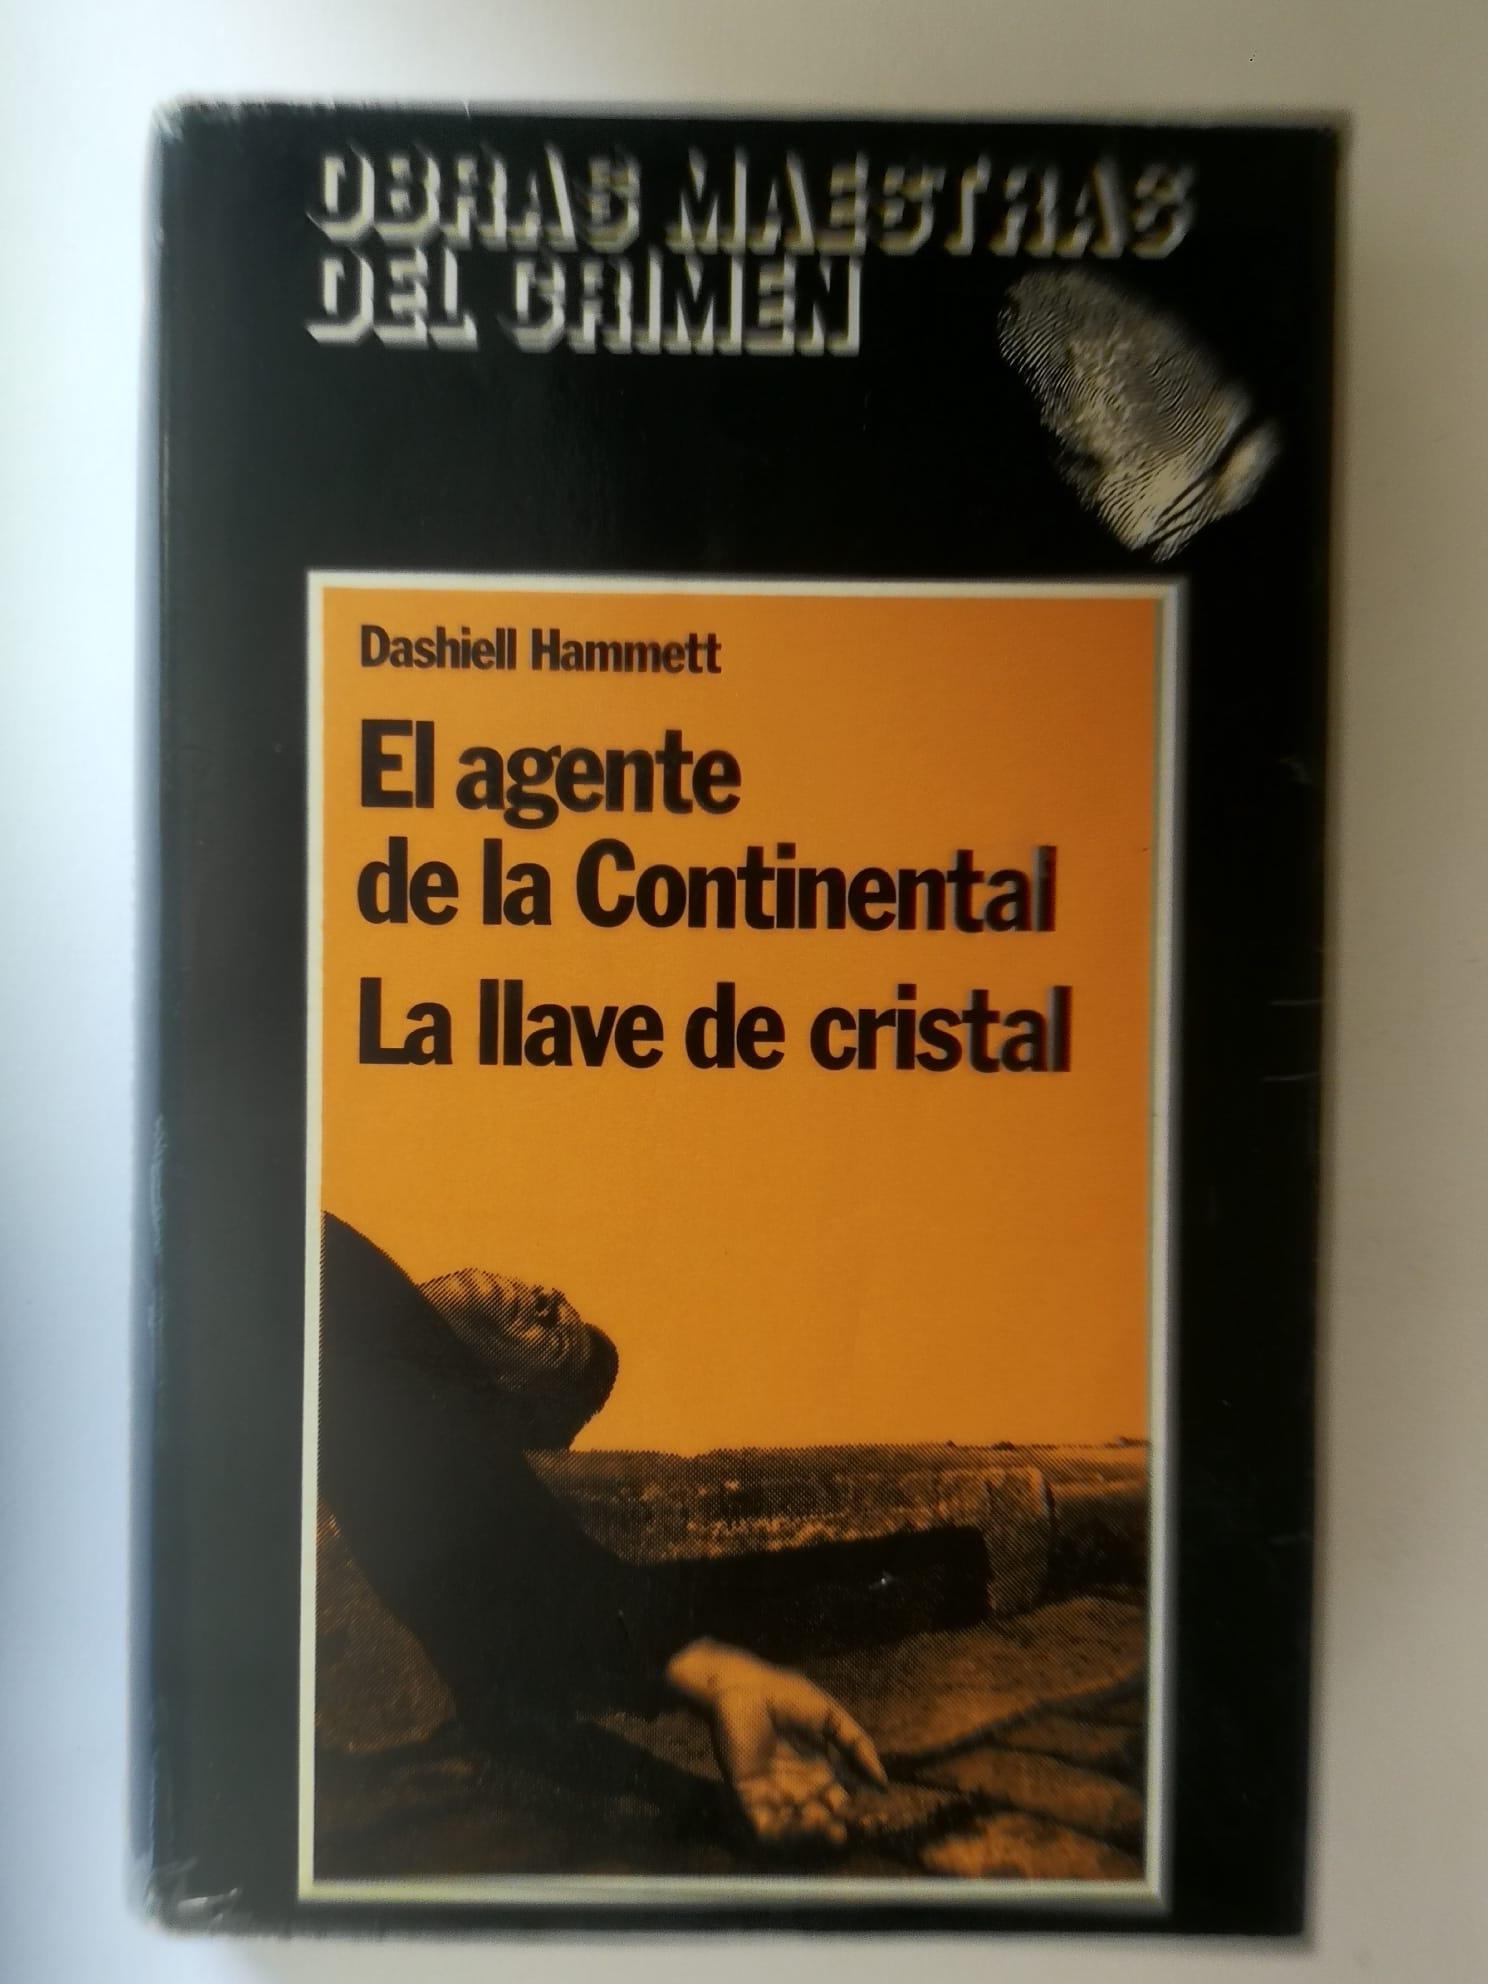 OBRAS MAESTRAS
DEL CRIMEN
Dashiell Hammett
El agente
de la Continental
La llave de cristal